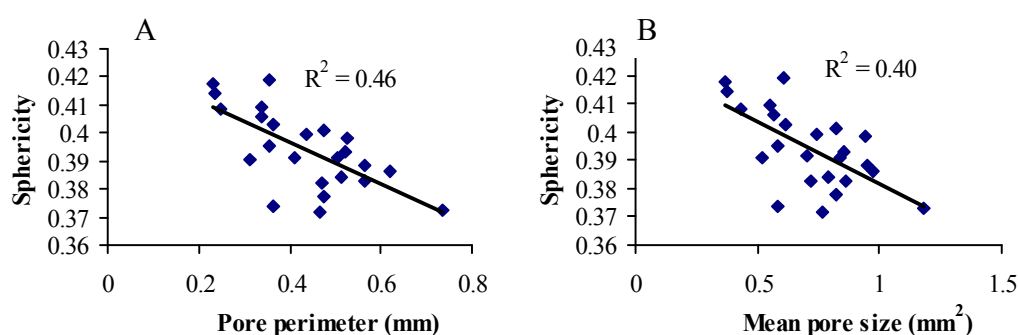 A
R² = 0.46
Sphericity
0.43
0.42
0.41
0.4
0.39
0.38
0.37
0.36
0 0.2 0.4 0.6 0.8
Pore perimeter (mm)
B
R² = 0.40
Sphericity
0.43
0.42
0.41
0.4
0.39
0.38
0.37
0.36
0 0.5 1 1.5
Mean pore size (mm²)